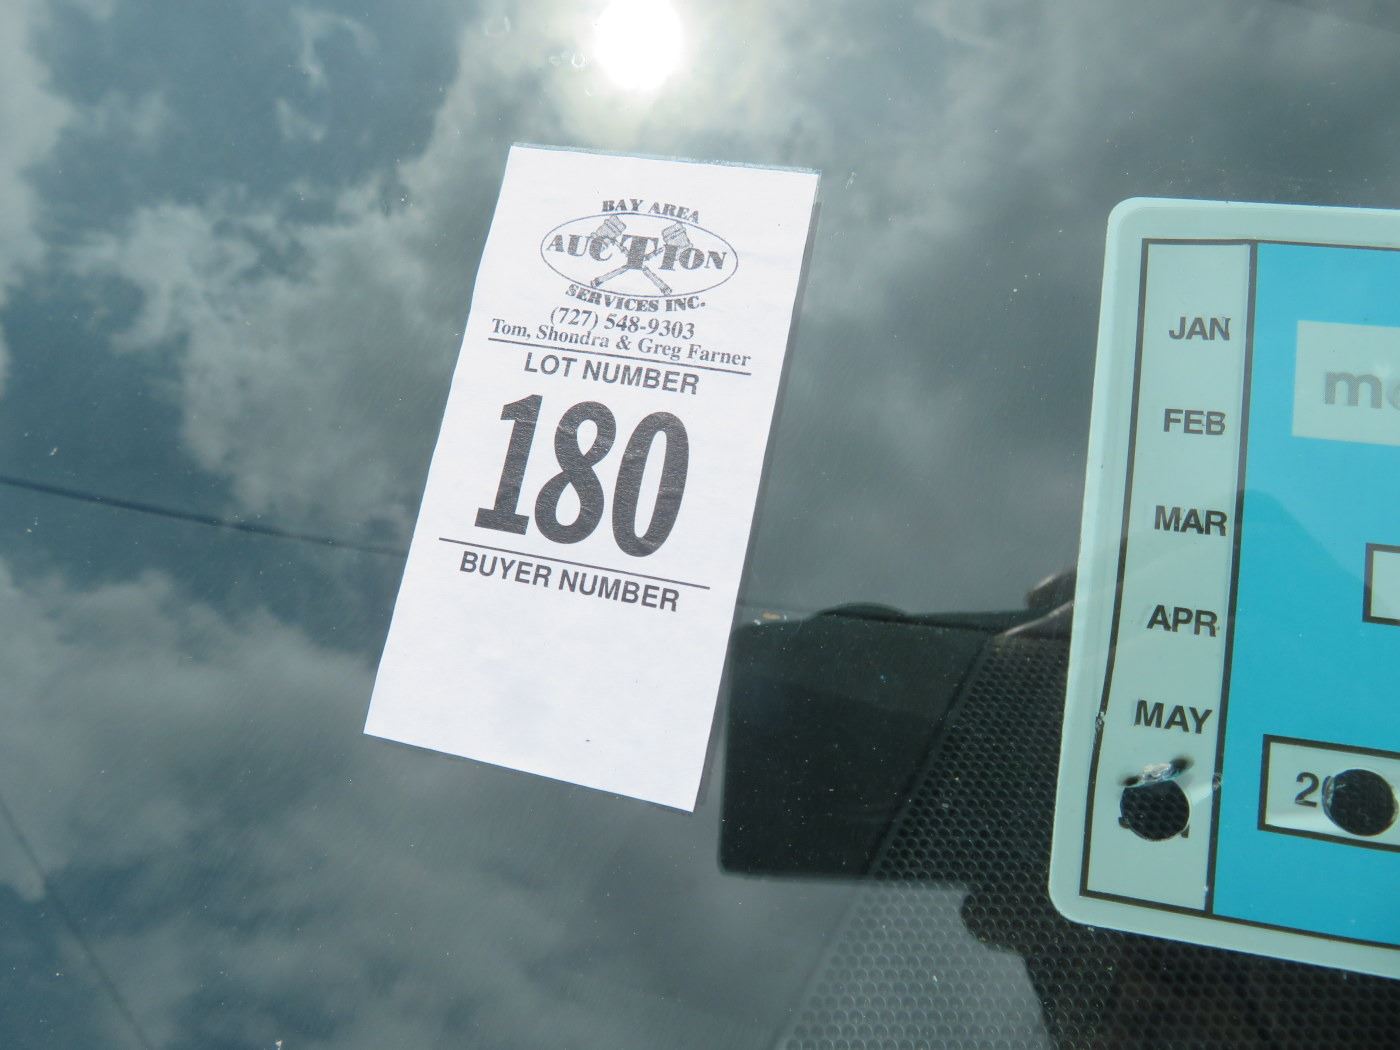 BAY AREA
AUCTION
SERVICES INC.
(727) 548-9303
Tom, Shondra & Greg Farner
LOT NUMBER
180
BUYER NUMBER
JAN
FEB
MAR
APR
MAY